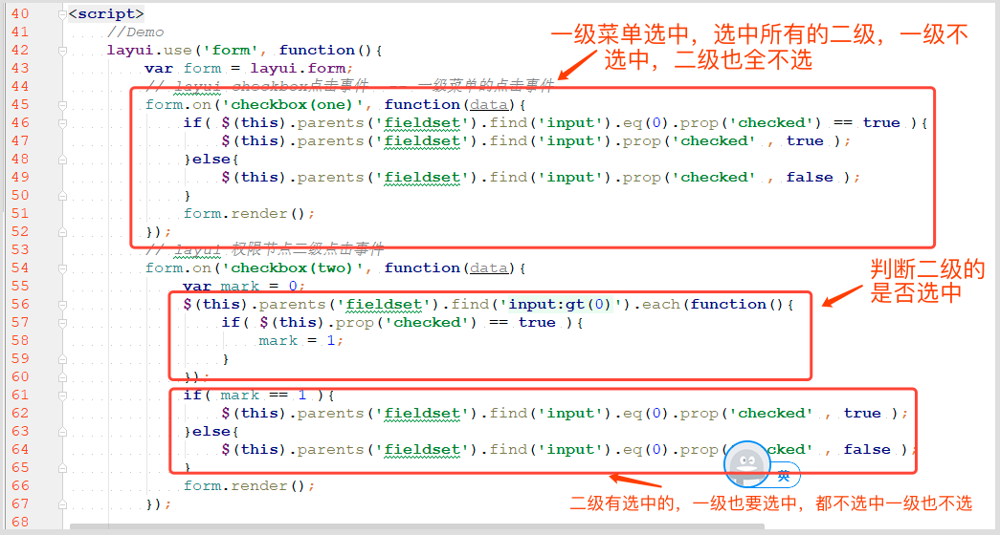 40 <script>
41 //Demo
42 layui.use('form', function(){
43 var form = layui.form;
44 // layui checkbox点击事件 一级菜单的点击事件
45 form.on('checkbox(one)', function(data){
46 if( $(this).parents('fieldset').find('input').eq(0).prop('checked') == true ){
47 $(this).parents('fieldset').find('input').prop('checked' , true );
48 }else{
49 $(this).parents('fieldset').find('input').prop('checked' , false );
50 }
51 form.render();
52 });
53 // layui 权限节点二级点击事件
54 form.on('checkbox(two)', function(data){
55 var mark = 0;
56 $(this).parents('fieldset').find('input:gt(0)').each(function(){
57 if( $(this).prop('checked') == true ){
58 mark = 1;
59 }
60 });
61 if( mark == 1 ){
62 $(this).parents('fieldset').find('input').eq(0).prop('checked' , true );
63 }else{
64 $(this).parents('fieldset').find('input').eq(0).prop( cked' , false );
65 }
66 form.render();
67 });
68
一级菜单选中，选中所有的二级，一级不
选中，二级也全不选
判断二级的
是否选中
英
二级有选中的，一级也要选中，都不选中一级也不选